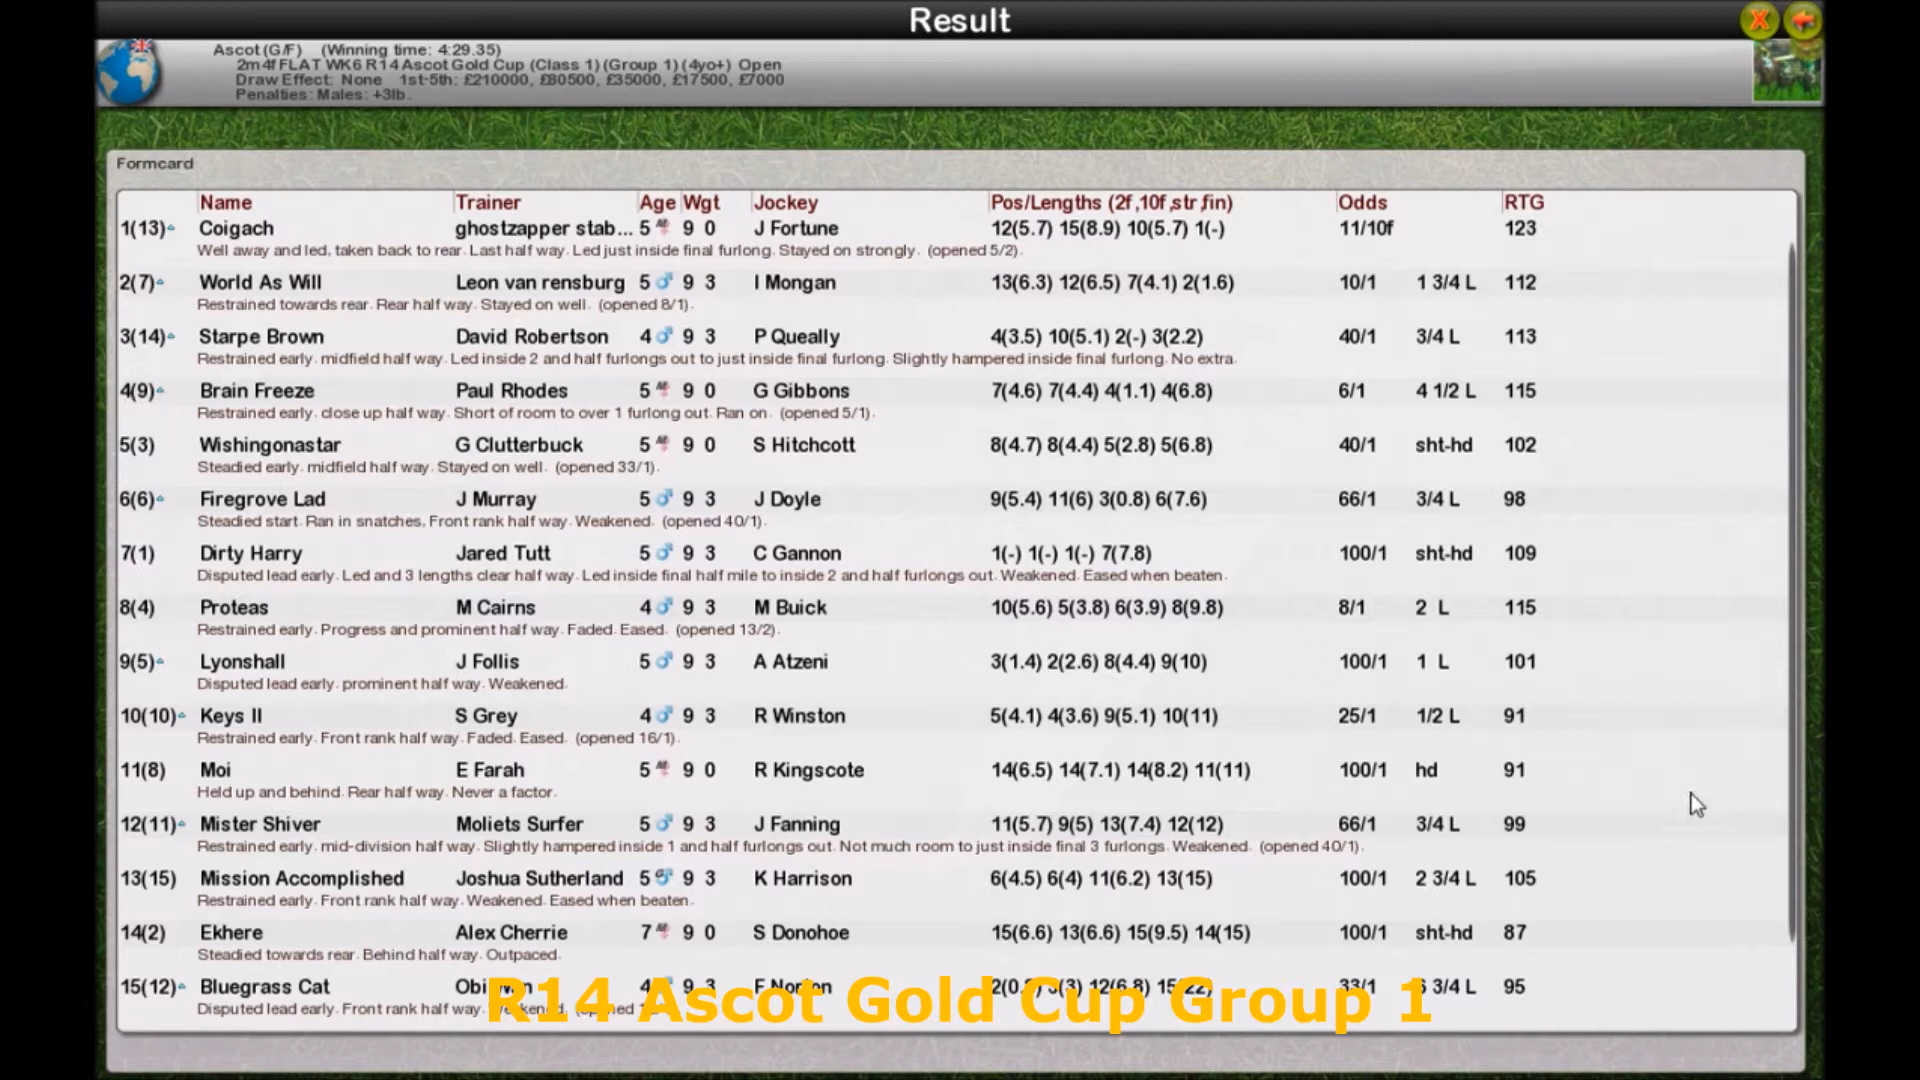 Result
Ascot (G/F) (Winning time: 4:29.35)
2m4f FLAT WK6 R14 Ascot Gold Cup (Class 1) (Group 1) (4yo+) Open
Draw Effect: None 1st-5th: £210000, £80500, £35000, £17500, £7000
Penalties: Males: +3lb.
Formcard
Name Trainer Age Wgt Jockey Pos/Lengths (2f,10f,str,fin) Odds RTG
1(13) Coigach ghostzapper stab... 5 9 0 J Fortune 12(5.7) 15(8.9) 10(5.7) 1(-) 11/10f 123
Well away and led, taken back to rear. Last half way. Led just inside final furlong. Stayed on strongly. (opened 5/2).
2(7) World As Will Leon van rensburg 5 9 3 I Mongan 13(6.3) 12(6.5) 7(4.1) 2(1.6) 10/1 1 3/4 L 112
Restrained towards rear. Rear half way. Stayed on well. (opened 8/1).
3(14) Starpe Brown David Robertson 4 9 3 P Queally 4(3.5) 10(5.1) 2(-) 3(2.2) 40/1 3/4 L 113
Restrained early. midfield half way. Led inside 2 and half furlongs out to just inside final furlong. Slightly hampered inside final furlong. No extra.
4(9) Brain Freeze Paul Rhodes 5 9 0 G Gibbons 7(4.6) 7(4.4) 4(1.1) 4(6.8) 6/1 4 1/2 L 115
Restrained early. close up half way. Short of room to over 1 furlong out. Ran on. (opened 5/1).
5(3) Wishingonastar G Clutterbuck 5 9 0 S Hitchcott 8(4.7) 8(4.4) 5(2.8) 5(6.8) 40/1 sht-hd 102
Steadied early. midfield half way. Stayed on well. (opened 33/1).
6(6) Firegrove Lad J Murray 5 9 3 J Doyle 9(5.4) 11(6) 3(0.8) 6(7.6) 66/1 3/4 L 98
Steadied start. Ran in snatches, Front rank half way. Weakened. (opened 40/1).
7(1) Dirty Harry Jared Tutt 5 9 3 C Gannon 1(-) 1(-) 1(-) 7(7.8) 100/1 sht-hd 109
Disputed lead early. Led and 3 lengths clear half way. Led inside final half mile to inside 2 and half furlongs out. Weakened. Eased when beaten.
8(4) Proteas M Cairns 4 9 3 M Buick 10(5.6) 5(3.8) 6(3.9) 8(9.8) 8/1 2 L 115
Restrained early. Progress and prominent half way. Faded. Eased. (opened 13/2).
9(5) Lyonshall J Follis 5 9 3 A Atzeni 3(1.4) 2(2.6) 8(4.4) 9(10) 100/1 1 L 101
Disputed lead early. prominent half way. Weakened.
10(10) Keys II S Grey 4 9 3 R Winston 5(4.1) 4(3.6) 9(5.1) 10(11) 25/1 1/2 L 91
Restrained early. Front rank half way. Faded. Eased. (opened 16/1).
11(8) Moi E Farah 5 9 0 R Kingscote 14(6.5) 14(7.1) 14(8.2) 11(11) 100/1 hd 91
Held up and behind. Rear half way. Never a factor.
12(11) Mister Shiver Moliets Surfer 5 9 3 J Fanning 11(5.7) 9(5) 13(7.4) 12(12) 66/1 3/4 L 99
Restrained early. mid-division half way. Slightly hampered inside 1 and half furlongs out. Not much room to just inside final 3 furlongs. Weakened. (opened 40/1).
13(15) Mission Accomplished Joshua Sutherland 5 9 3 K Harrison 6(4.5) 6(4) 11(6.2) 13(15) 100/1 2 3/4 L 105
Restrained early. Front rank half way. Weakened. Eased when beaten.
14(2) Ekhere Alex Cherrie 7 9 0 S Donohoe 15(6.6) 13(6.6) 15(9.5) 14(15) 100/1 sht-hd 87
Steadied towards rear. Behind half way. Outpaced.
15(12) Bluegrass Cat 4 9 3 12(6.8) 33/1 3/4 L 95
Disputed lead early. Front rank half way.
R14 Ascot Gold Cup Group 1